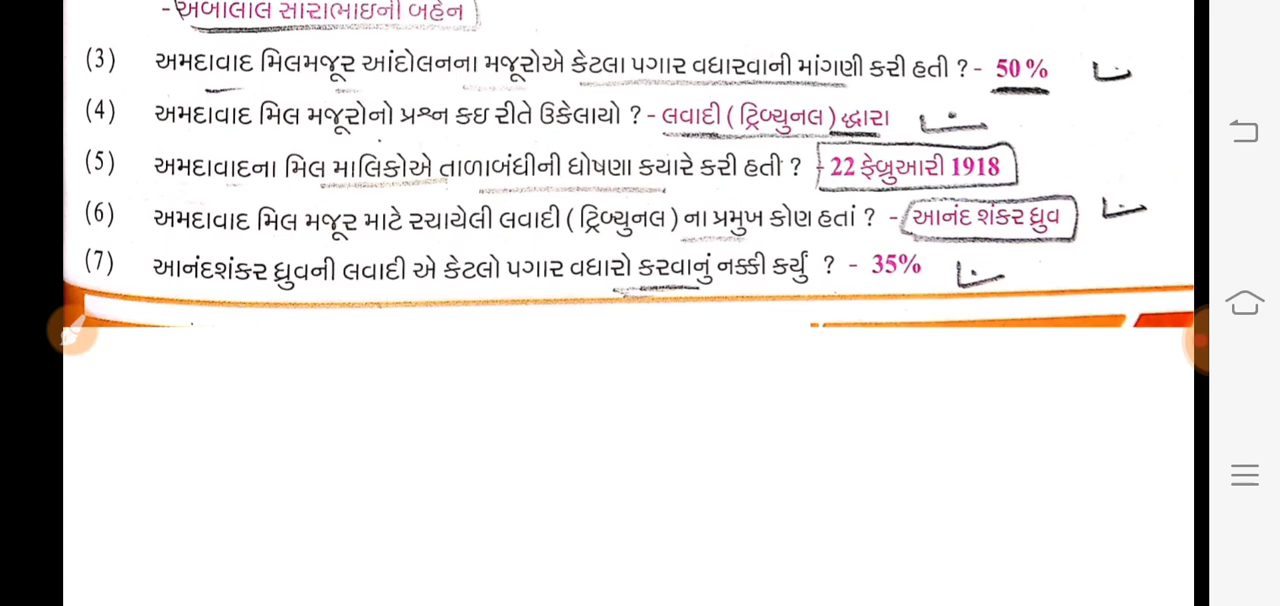 - અંબાલાલ સારાભાઇની બહેન
(3) અમદાવાદ મિલમજૂર આંદોલનના મજૂરોએ કેટલા પગાર વધારવાની માંગણી કરી હતી ? - 50 %
(4) અમદાવાદ મિલ મજૂરોનો પ્રશ્ન કઇ રીતે ઉકેલાયો ? - લવાદી ( ટ્રિબ્યુનલ ) દ્વારા
(5) અમદાવાદના મિલ માલિકોએ તાળાબંધીની ઘોષણા કયારે કરી હતી ? - 22 ફેબ્રુઆરી 1918
(6) અમદાવાદ મિલ મજૂર માટે રચાયેલી લવાદી ( ટ્રિબ્યુનલ ) ના પ્રમુખ કોણ હતાં ? - આનંદ શંકર ધ્રુવ
(7) આનંદશંકર ધ્રુવની લવાદી એ કેટલો પગાર વધારો કરવાનું નક્કી કર્યું ? - 35%